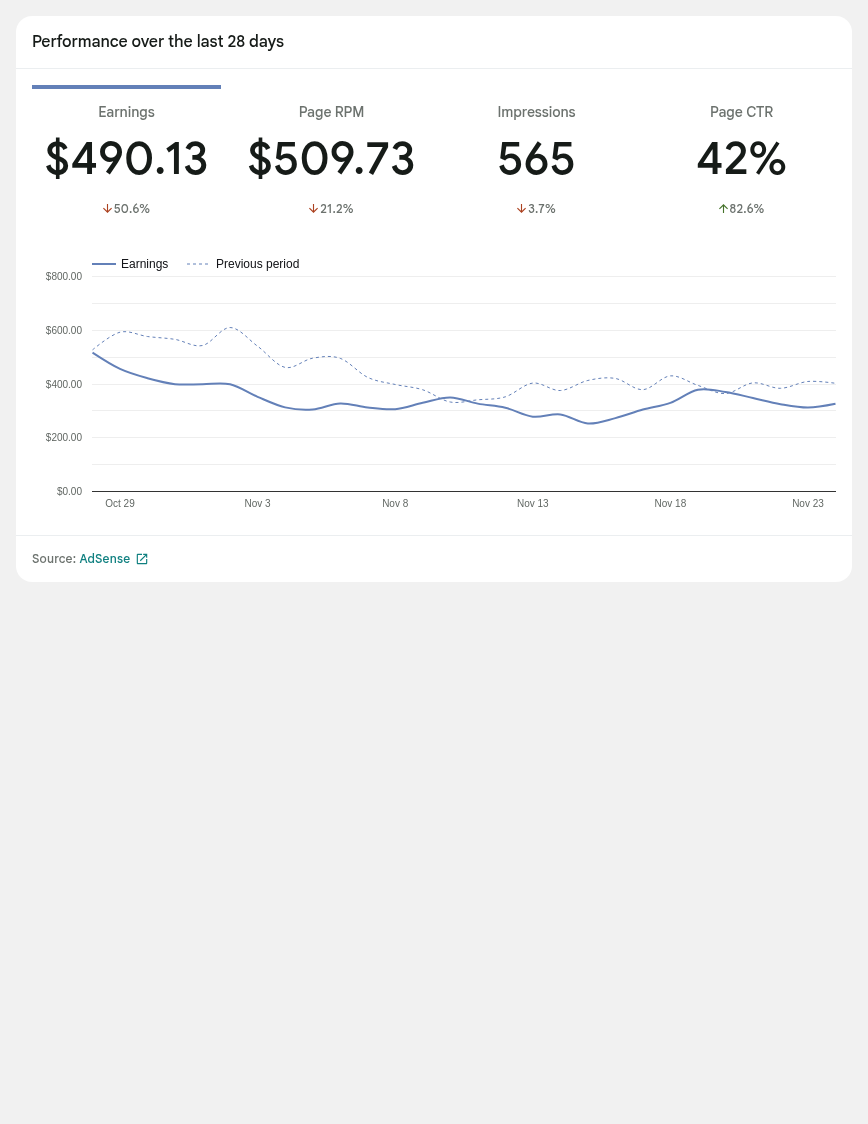 Performance over the last 28 days
Earnings
Page RPM
Impressions
Page CTR
$490.13
$509.73
565
42%
↓50.6%
↓21.2%
↓3.7%
↑82.6%
Earnings
Previous period
$800.00
$600.00
$400.00
$200.00
$0.00
Oct 29
Nov 3
Nov 8
Nov 13
Nov 18
Nov 23
Source: AdSense